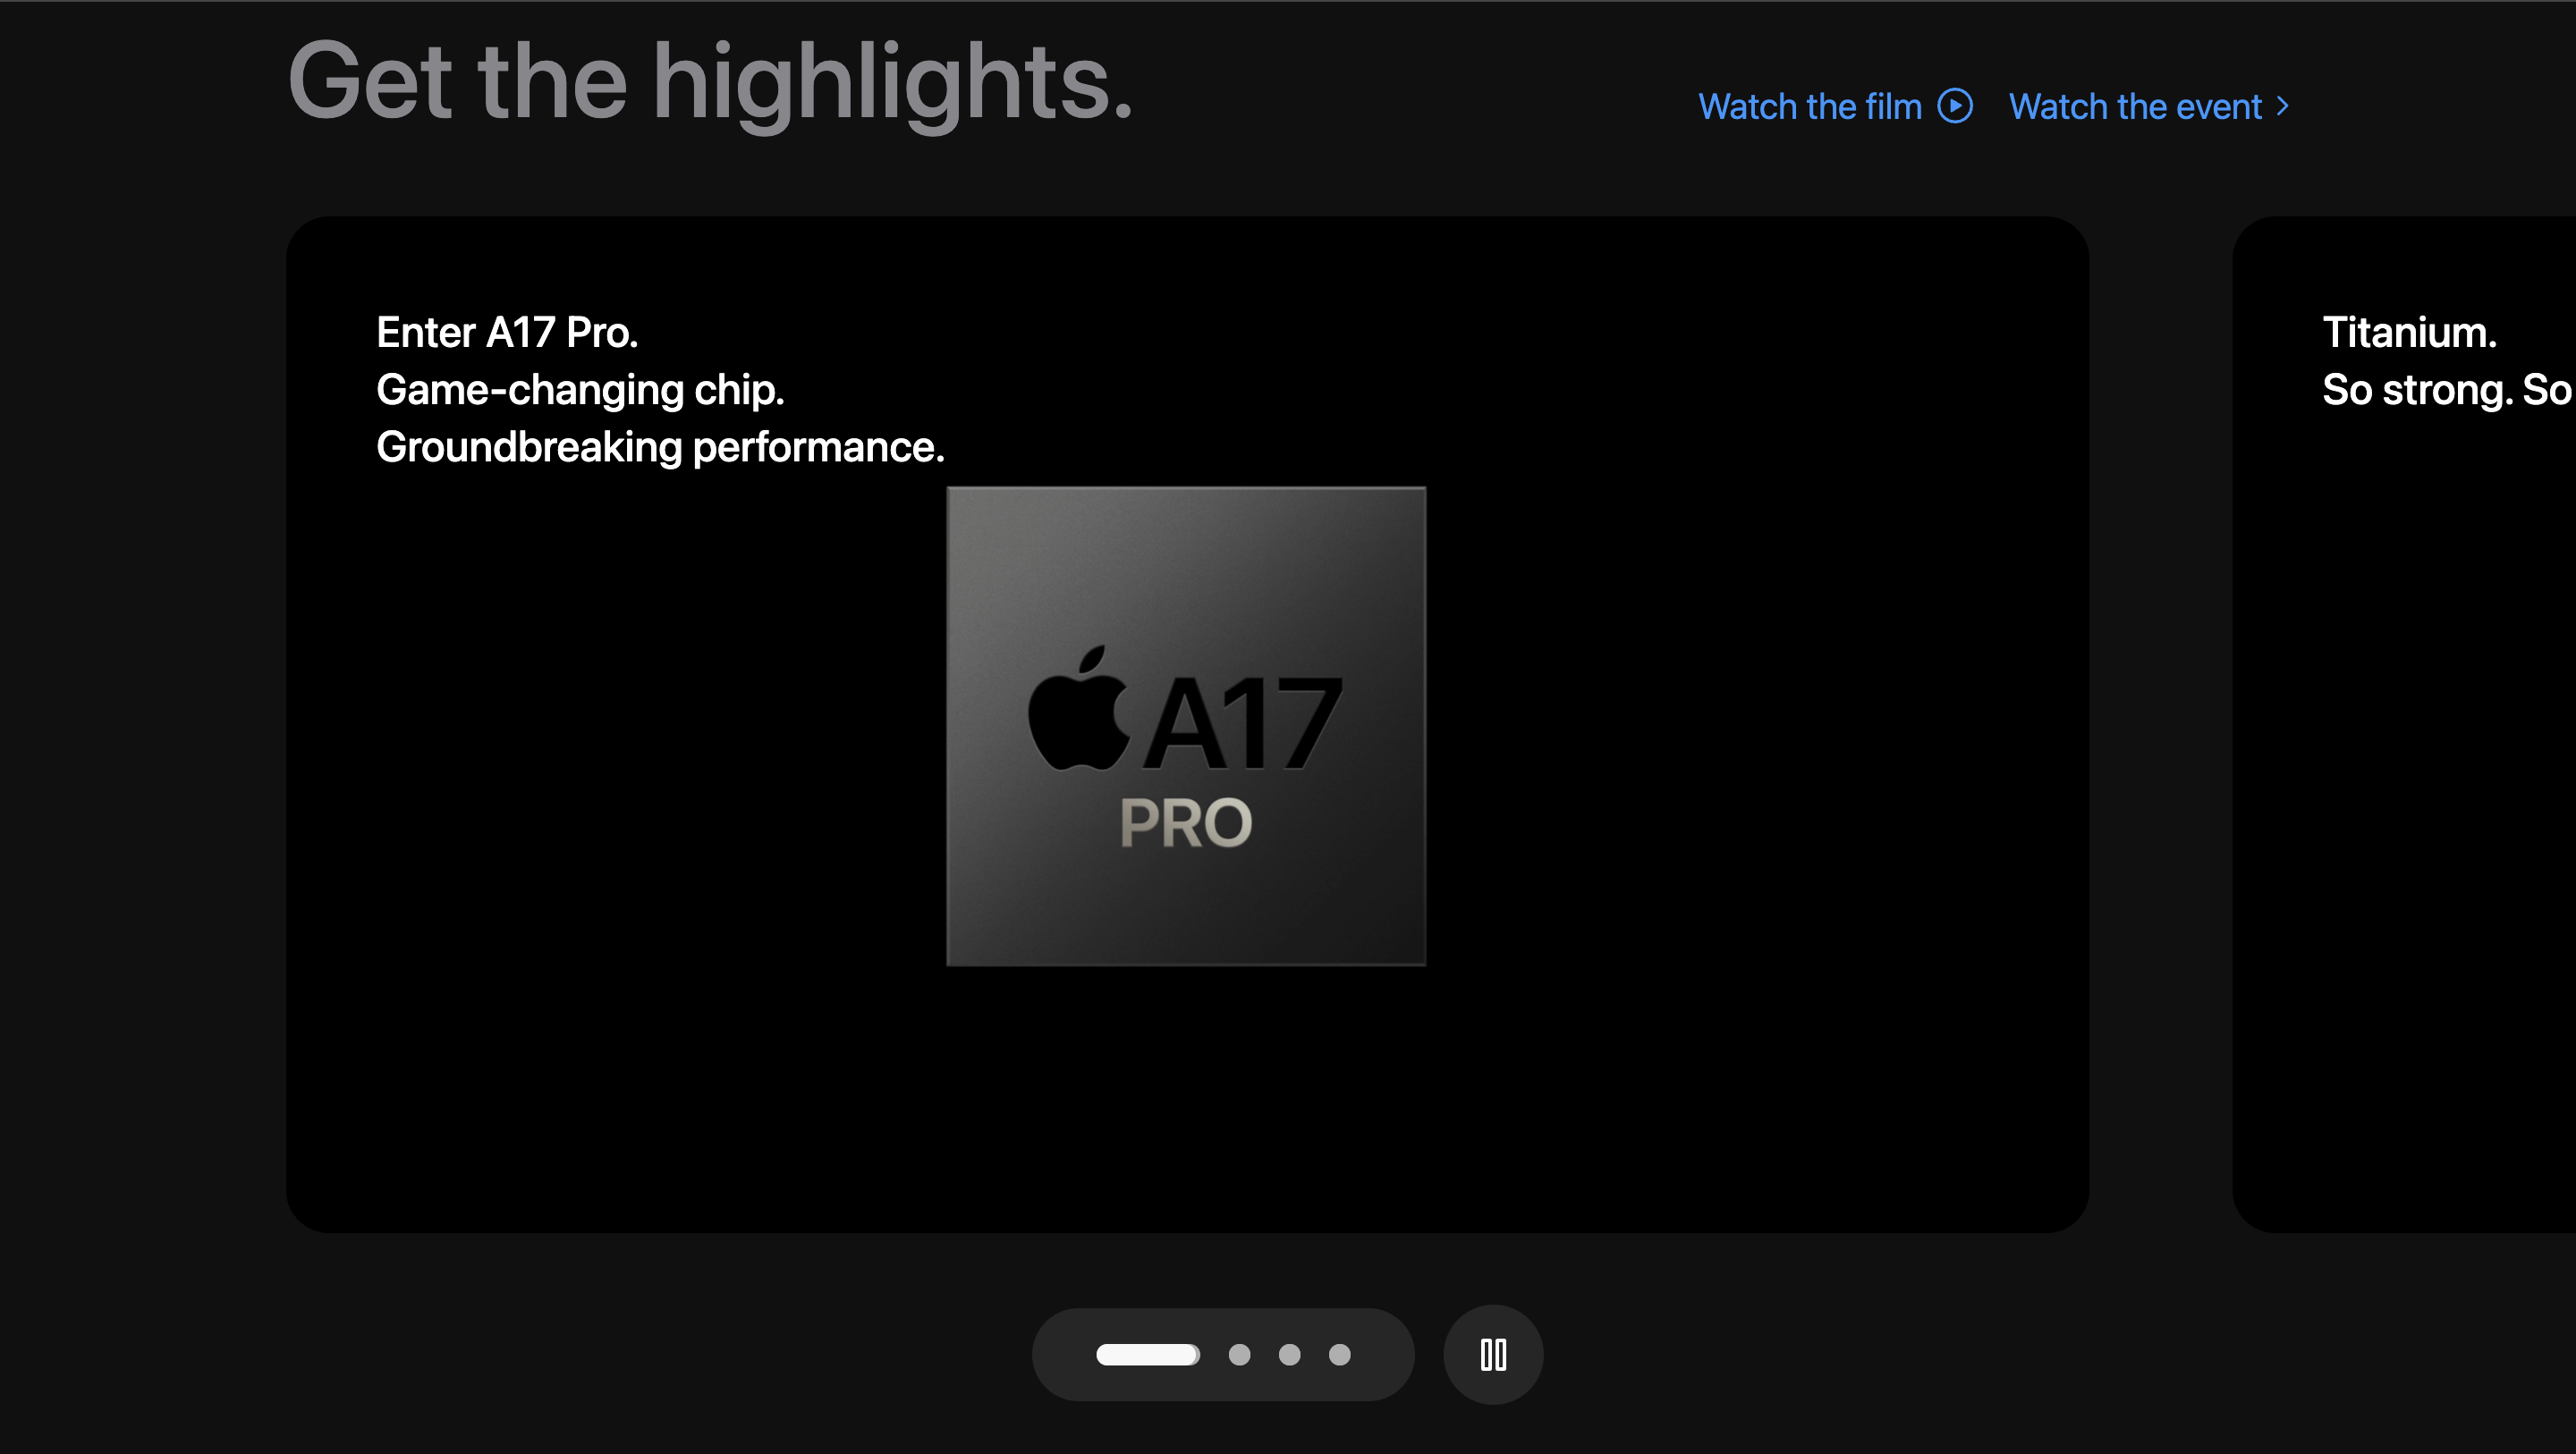 Get the highlights.
Watch the film
Watch the event
Enter A17 Pro.
Game-changing chip.
Groundbreaking performance.
A17
PRO
Titanium.
So strong. So